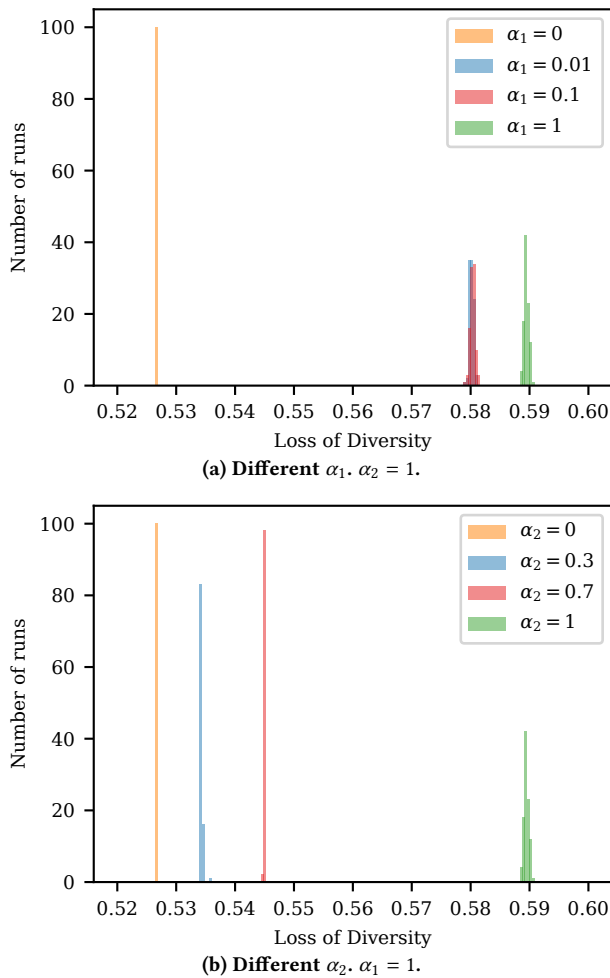 100
80
60
40
20
0
Number of runs
α₁ = 0
α₁ = 0.01
α₁ = 0.1
α₁ = 1
0.52 0.53 0.54 0.55 0.56 0.57 0.58 0.59 0.60
Loss of Diversity
(a) Different α₁. α₂ = 1.
100
80
60
40
20
0
Number of runs
α₂ = 0
α₂ = 0.3
α₂ = 0.7
α₂ = 1
0.52 0.53 0.54 0.55 0.56 0.57 0.58 0.59 0.60
Loss of Diversity
(b) Different α₂. α₁ = 1.